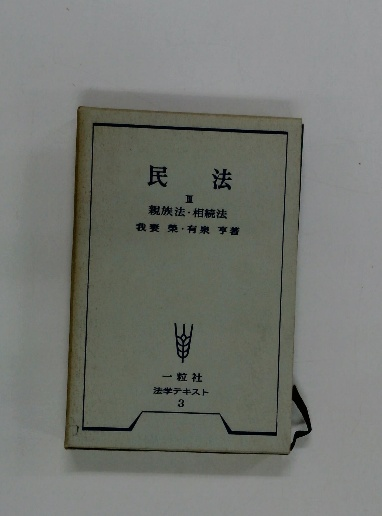 民法
III
親族法・相続法
我妻 榮・有泉 亨著
一粒社
法学テキスト
3